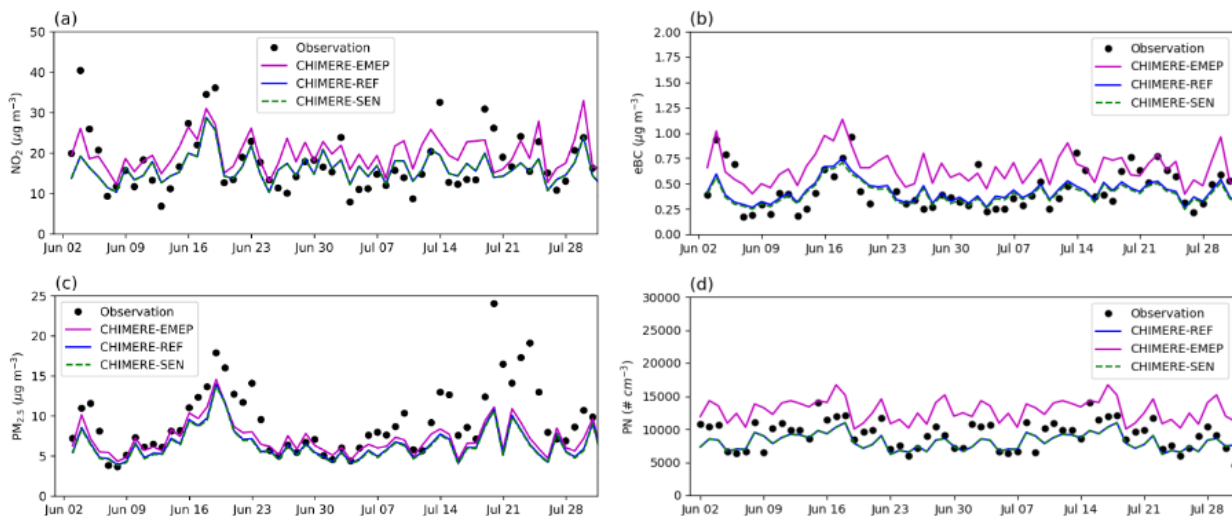 (a)
NO2 (μg m−3)
50
40
30
20
10
0
Observation
CHIMERE-EMEP
CHIMERE-REF
CHIMERE-SEN
Jun 02 Jun 09 Jun 16 Jun 23 Jun 30 Jul 07 Jul 14 Jul 21 Jul 28
(b)
eBC (μg m−3)
2.00
1.75
1.50
1.25
1.00
0.75
0.50
0.25
0.00
Observation
CHIMERE-EMEP
CHIMERE-REF
CHIMERE-SEN
Jun 02 Jun 09 Jun 16 Jun 23 Jun 30 Jul 07 Jul 14 Jul 21 Jul 28
(c)
PM2.5 (μg m−3)
25
20
15
10
5
0
Observation
CHIMERE-EMEP
CHIMERE-REF
CHIMERE-SEN
Jun 02 Jun 09 Jun 16 Jun 23 Jun 30 Jul 07 Jul 14 Jul 21 Jul 28
(d)
PN (# cm−3)
30000
25000
20000
15000
10000
5000
0
Observation
CHIMERE-REF
CHIMERE-EMEP
CHIMERE-SEN
Jun 02 Jun 09 Jun 16 Jun 23 Jun 30 Jul 07 Jul 14 Jul 21 Jul 28